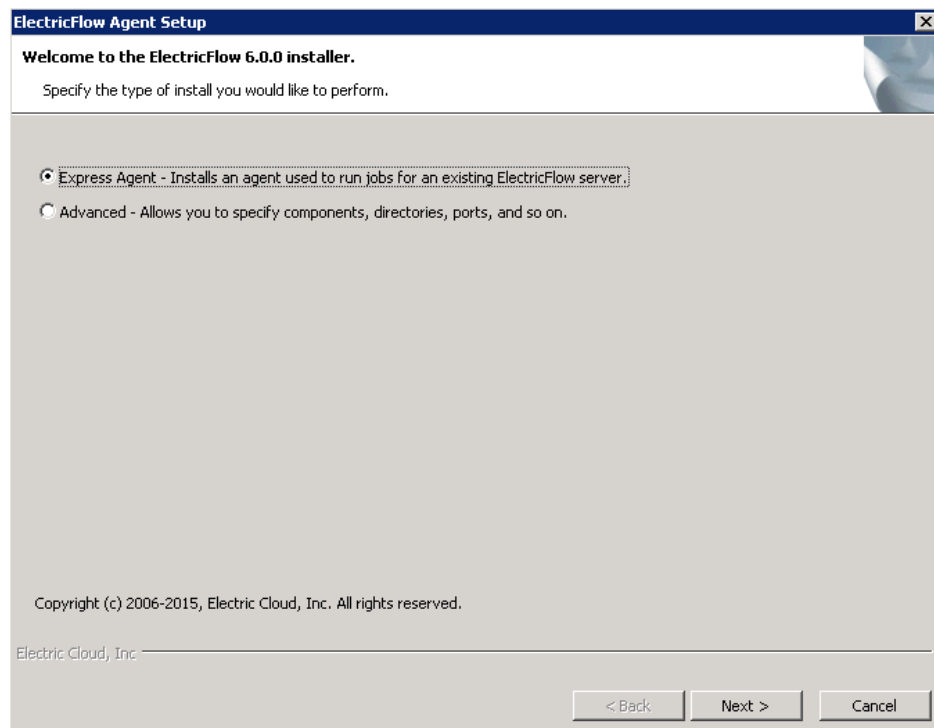 ElectricFlow Agent Setup
Welcome to the ElectricFlow 6.0.0 installer.
Specify the type of install you would like to perform.
Express Agent - Installs an agent used to run jobs for an existing ElectricFlow server.
Advanced - Allows you to specify components, directories, ports, and so on.
Copyright (c) 2006-2015, Electric Cloud, Inc. All rights reserved.
Electric Cloud, Inc
< Back Next > Cancel